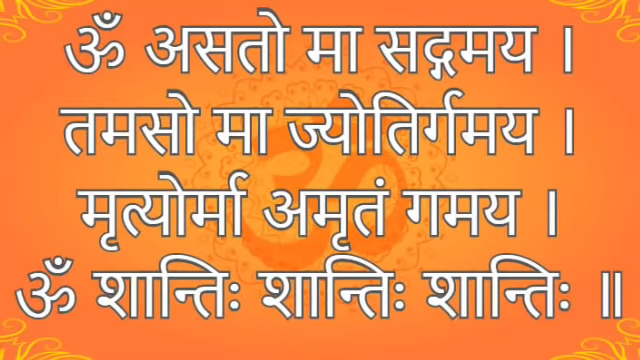 ॐ असतो मा सद्गमय ।
तमसो मा ज्योतिर्गमय ।
मृत्योर्मा अमृतं गमय ।
ॐ शान्तिः शान्तिः शान्तिः ॥